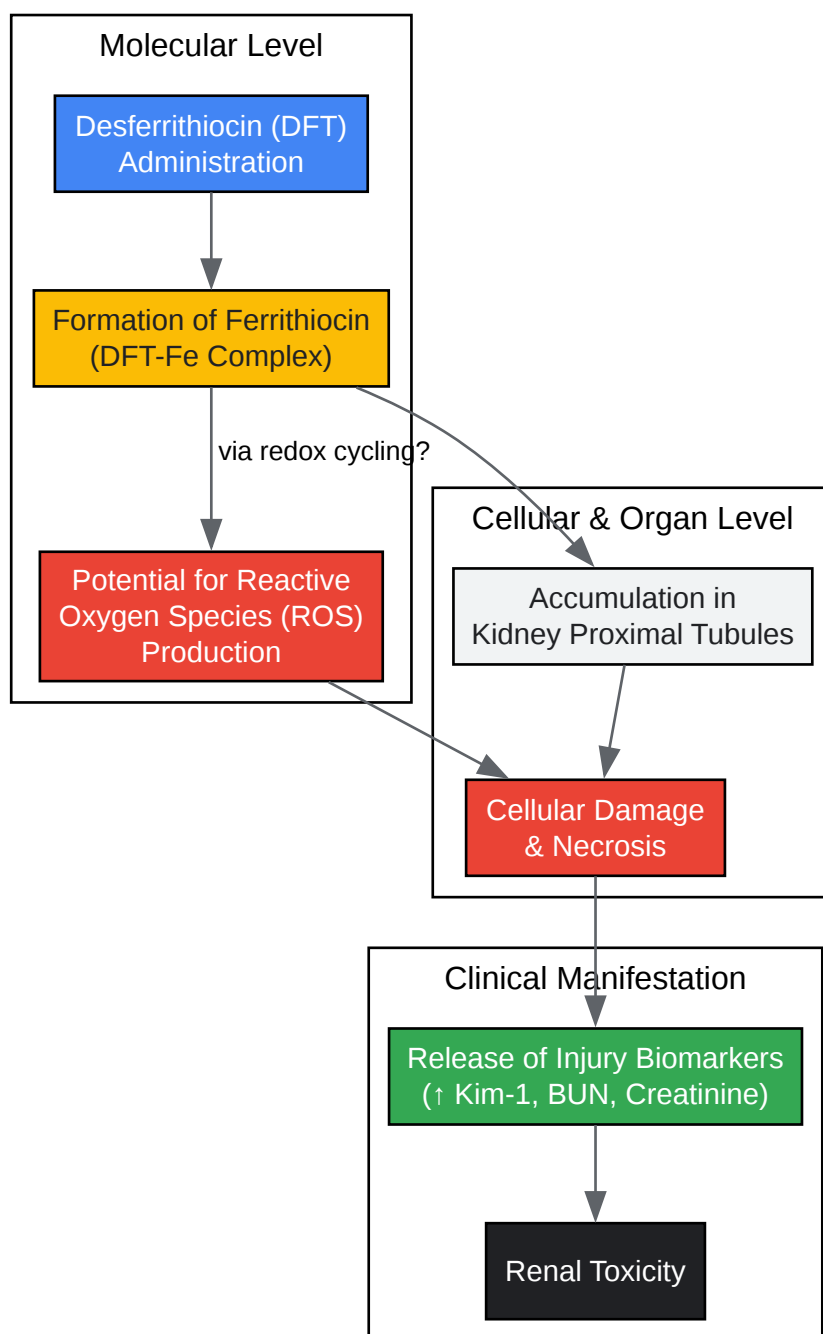 Molecular Level
Desferrithiocin (DFT)
Administration
Formation of Ferrithiocin
(DFT-Fe Complex)
via redox cycling?
Potential for Reactive
Oxygen Species (ROS)
Production
Cellular & Organ Level
Accumulation in
Kidney Proximal Tubules
Cellular Damage
& Necrosis
Clinical Manifestation
Release of Injury Biomarkers
(↑ Kim-1, BUN, Creatinine)
Renal Toxicity